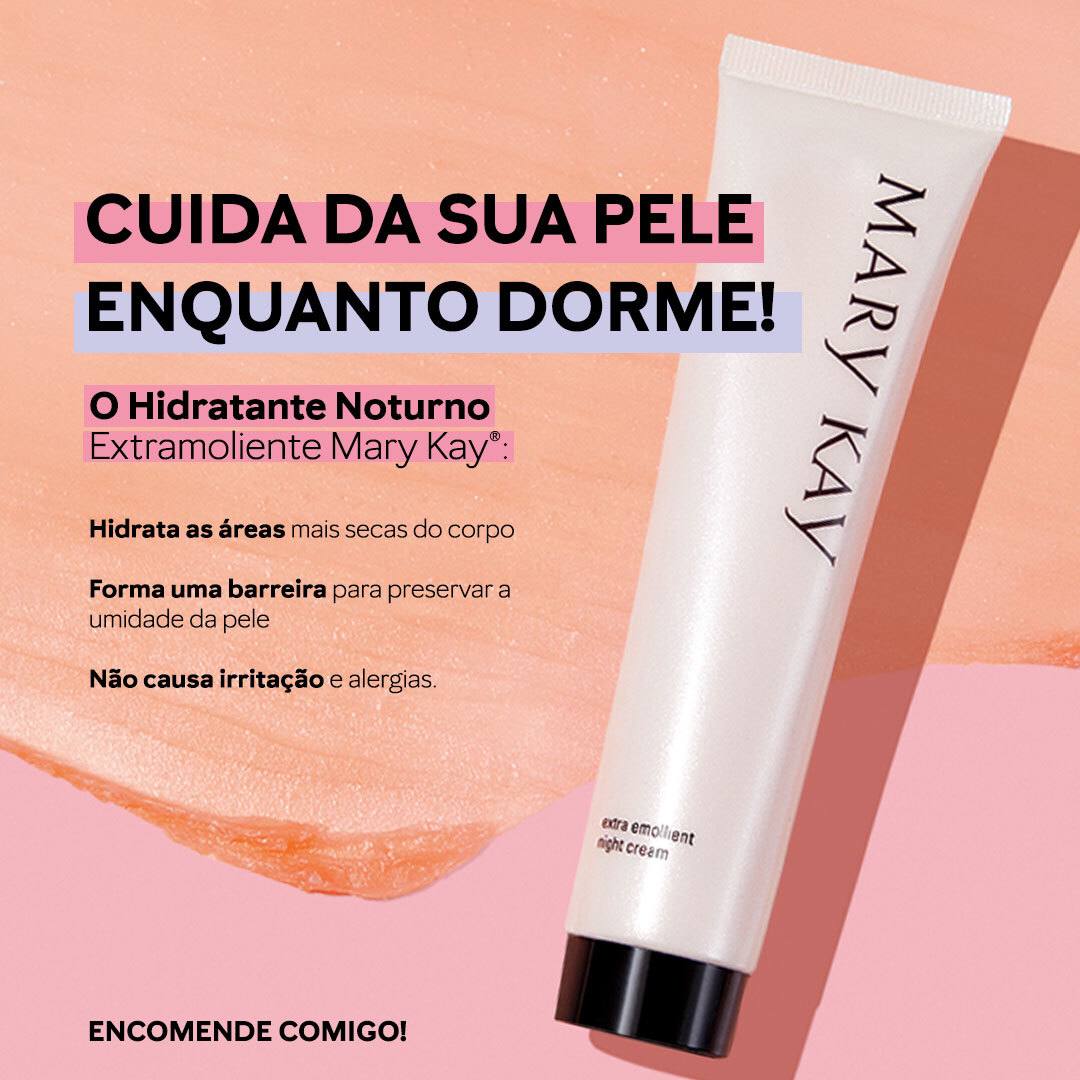 CUIDA DA SUA PELE
ENQUANTO DORME!
O Hidratante Noturno
Extramoliente Mary Kay®:
Hidrata as áreas mais secas do corpo
Forma uma barreira para preservar a
umidade da pele
Não causa irritação e alergias.
MARY KAY
extra emollient
night cream
ENCOMENDE COMIGO!